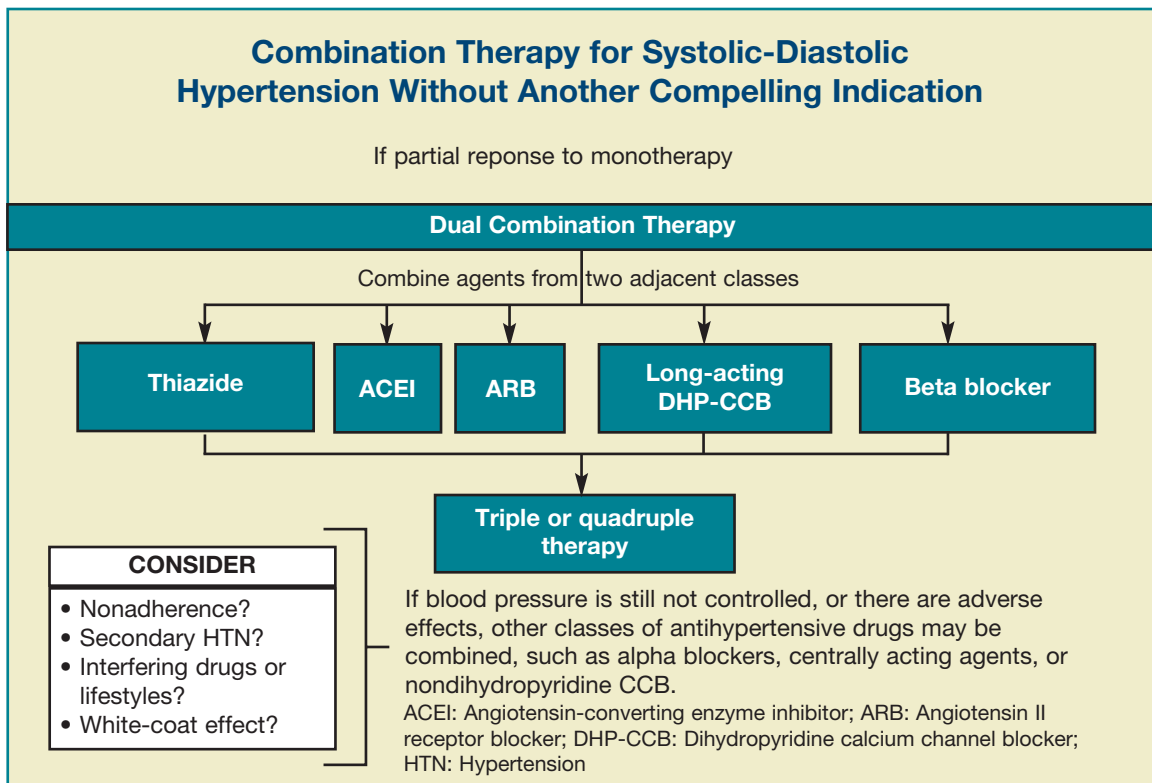 Combination Therapy for Systolic-Diastolic
Hypertension Without Another Compelling Indication
If partial reponse to monotherapy
Dual Combination Therapy
Combine agents from two adjacent classes
Thiazide
ACEI
ARB
Long-acting
DHP-CCB
Beta blocker
Triple or quadruple
therapy
CONSIDER
• Nonadherence?
• Secondary HTN?
• Interfering drugs or
lifestyles?
• White-coat effect?
If blood pressure is still not controlled, or there are adverse
effects, other classes of antihypertensive drugs may be
combined, such as alpha blockers, centrally acting agents, or
nondihydropyridine CCB.
ACEI: Angiotensin-converting enzyme inhibitor; ARB: Angiotensin II
receptor blocker; DHP-CCB: Dihydropyridine calcium channel blocker;
HTN: Hypertension